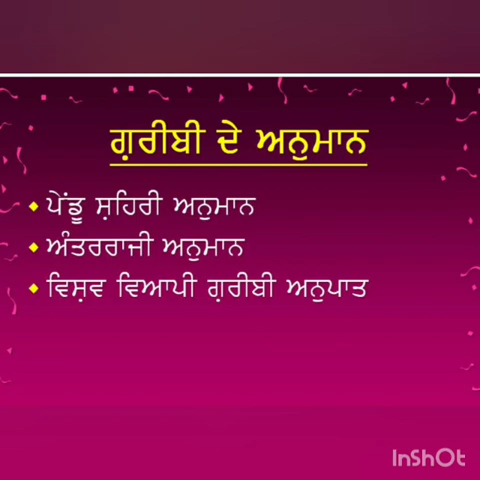 ਗ਼ਰੀਬੀ ਦੇ ਅਨੁਮਾਨ
ਪੇਂਡੂ ਸ਼ਹਿਰੀ ਅਨੁਮਾਨ
ਅੰਤਰਰਾਜੀ ਅਨੁਮਾਨ
ਵਿਸ਼ਵ ਵਿਆਪੀ ਗ਼ਰੀਬੀ ਅਨੁਪਾਤ
InShOt